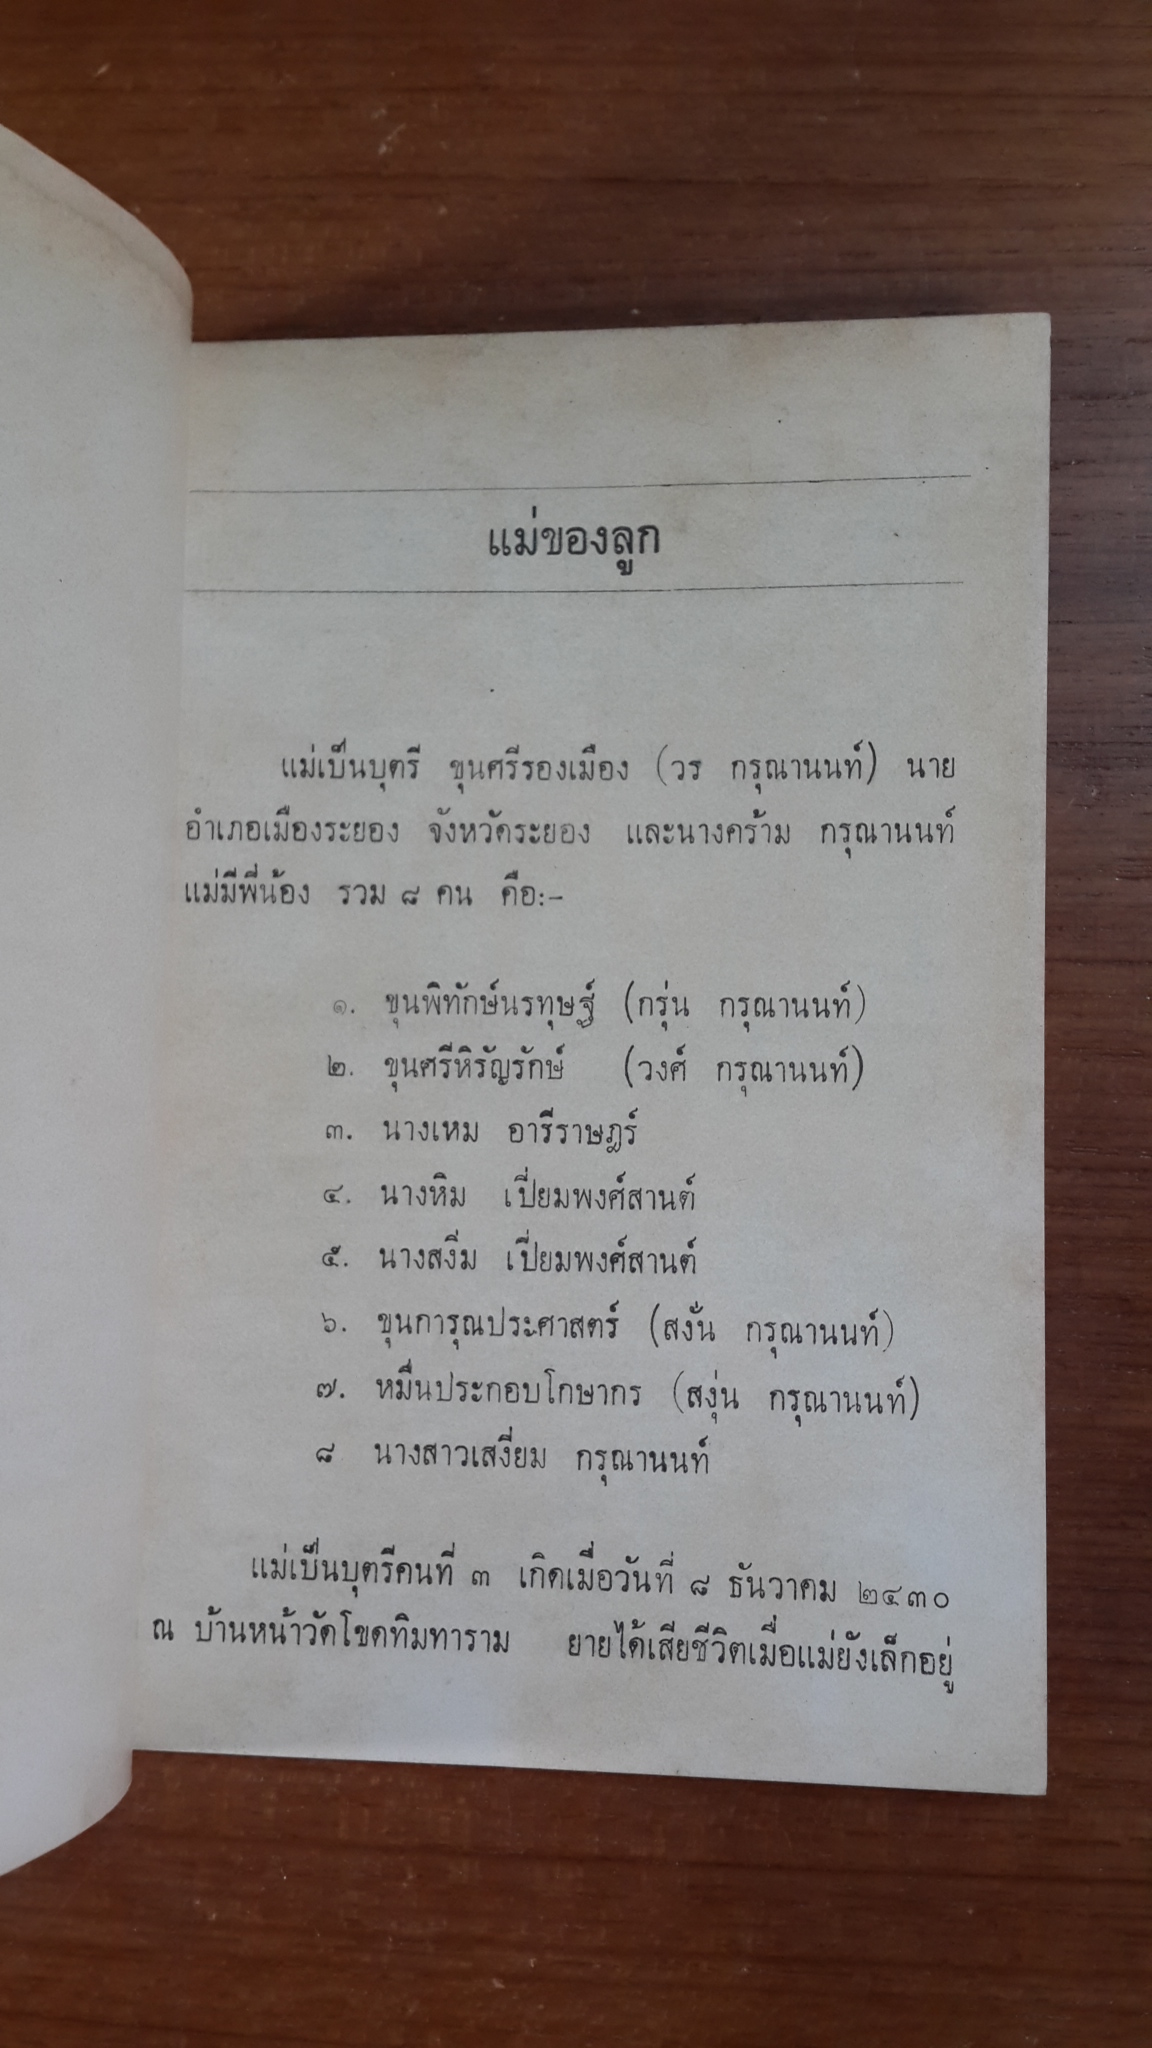 แม่ของลูก
แม่เป็นบุตรี ขุนศรีรองเมือง (วร กรุณานนท์) นาย
อำเภอเมืองระยอง จังหวัดระยอง และนางคร้าม กรุณานนท์
แม่มีพี่น้อง รวม ๘ คน คือ:-
๑. ขุนพิทักษ์นรทุษฐ์ (กรุ่น กรุณานนท์)
๒. ขุนศรีหิรัญรักษ์ (วงศ์ กรุณานนท์)
๓. นางเหม อารีราษฎร์
๔. นางหิม เปี่ยมพงศ์สานต์
๕. นางสงิ่ม เปี่ยมพงศ์สานต์
๖. ขุนการุณประศาสตร์ (สงั่น กรุณานนท์)
๗. หมื่นประกอบโกษากร (สงุ่น กรุณานนท์)
๘ นางสาวเสงี่ยม กรุณานนท์
แม่เป็นบุตรีคนที่ ๓ เกิดเมื่อวันที่ ๘ ธันวาคม ๒๔๓๐
ณ บ้านหน้าวัดโขดทิมทาราม ยายได้เสียชีวิตเมื่อแม่ยังเล็กอยู่